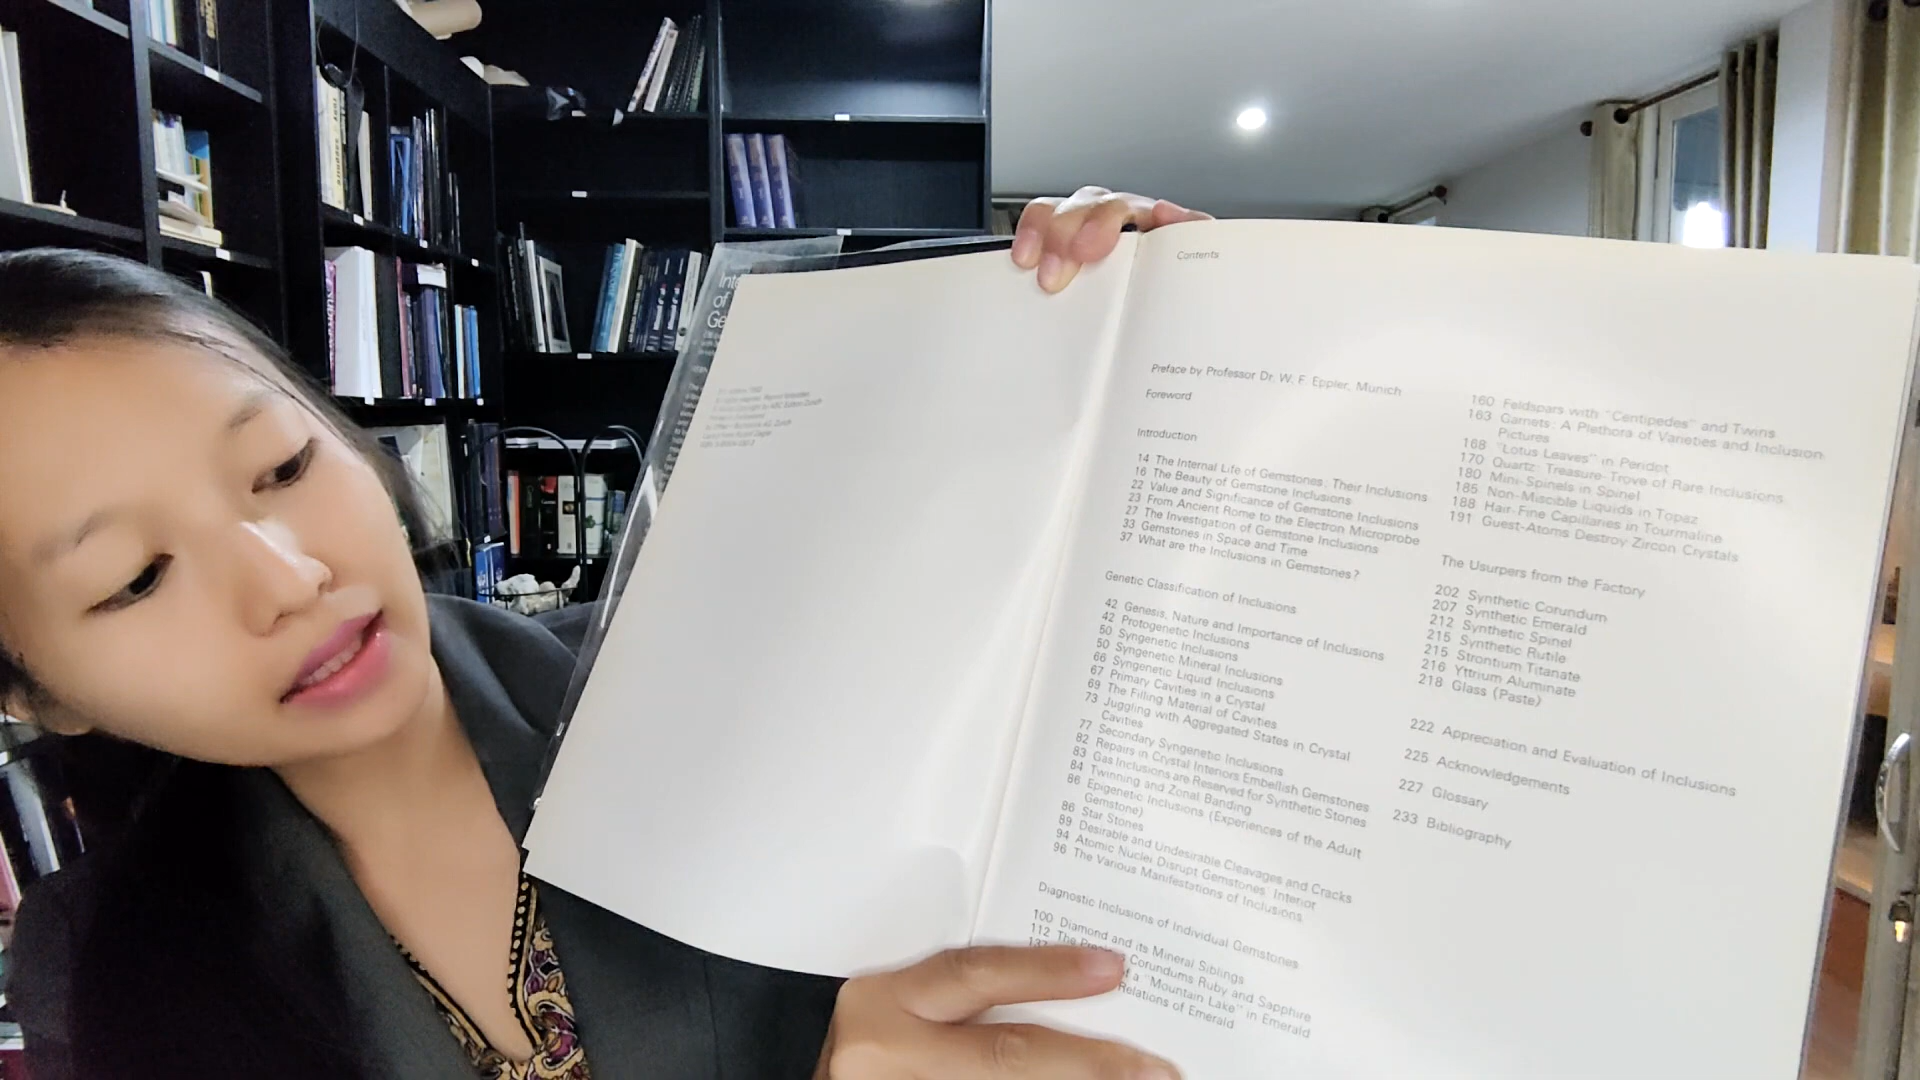 Contents
Preface by Professor Dr. W. F. Eppler, Munich
Foreword
Introduction
14 The Internal Life of Gemstones: Their Inclusions
16 The Beauty of Gemstone Inclusions
22 Value and Significance of Gemstone Inclusions
23 From Ancient Rome to the Electron Microprobe
27 The Investigation of Gemstone Inclusions
33 Gemstones in Space and Time
37 What are the Inclusions in Gemstones?
Genetic Classification of Inclusions
42 Genesis, Nature and Importance of Inclusions
42 Protogenetic Inclusions
50 Syngenetic Inclusions
50 Syngenetic Mineral Inclusions
66 Syngenetic Liquid Inclusions
67 Primary Cavities in a Crystal
69 The Filling Material of Cavities
73 Juggling with Aggregated States in Crystal
Cavities
77 Secondary Syngenetic Inclusions
82 Repairs in Crystal Interiors Embellish Gemstones
83 Gas Inclusions are Reserved for Synthetic Stones
84 Twinning and Zonal Banding
86 Epigenetic Inclusions (Experiences of the Adult
Gemstone)
86 Star Stones
89 Desirable and Undesirable Cleavages and Cracks
94 Atomic Nuclei Disrupt Gemstones' Interior
96 The Various Manifestations of Inclusions
Diagnostic Inclusions of Individual Gemstones
100 Diamond and its Mineral Siblings
112 The Corundums Ruby and Sapphire
of a "Mountain Lake" in Emerald
Relations of Emerald
160 Feldspars with "Centipedes" and Twins
163 Garnets: A Plethora of Varieties and Inclusion
Pictures
168 "Lotus Leaves" in Peridot
170 Quartz: Treasure-Trove of Rare Inclusions
180 Mini-Spinels in Spinel
185 Non-Miscible Liquids in Topaz
188 Hair-Fine Capillaries in Tourmaline
191 Guest-Atoms Destroy Zircon Crystals
The Usurpers from the Factory
202 Synthetic Corundum
207 Synthetic Emerald
212 Synthetic Spinel
215 Synthetic Rutile
215 Strontium Titanate
216 Yttrium Aluminate
218 Glass (Paste)
222 Appreciation and Evaluation of Inclusions
225 Acknowledgements
227 Glossary
233 Bibliography